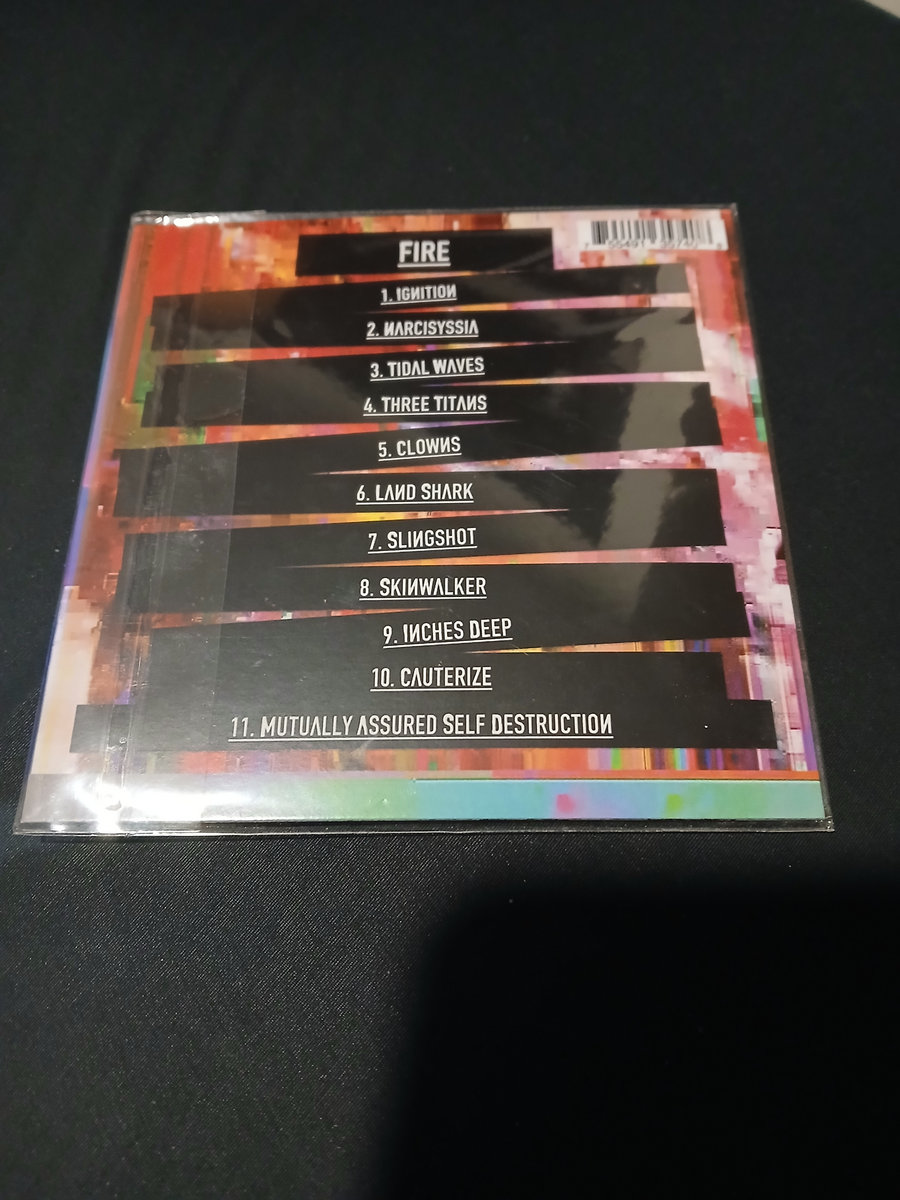 FIRE
1. IGNITION
2. NARCISYSSIA
3. TIDAL WAVES
4. THREE TITANS
5. CLOWNS
6. LAND SHARK
7. SLINGSHOT
8. SKINWALKER
9. INCHES DEEP
10. CAUTERIZE
11. MUTUALLY ASSURED SELF DESTRUCTION